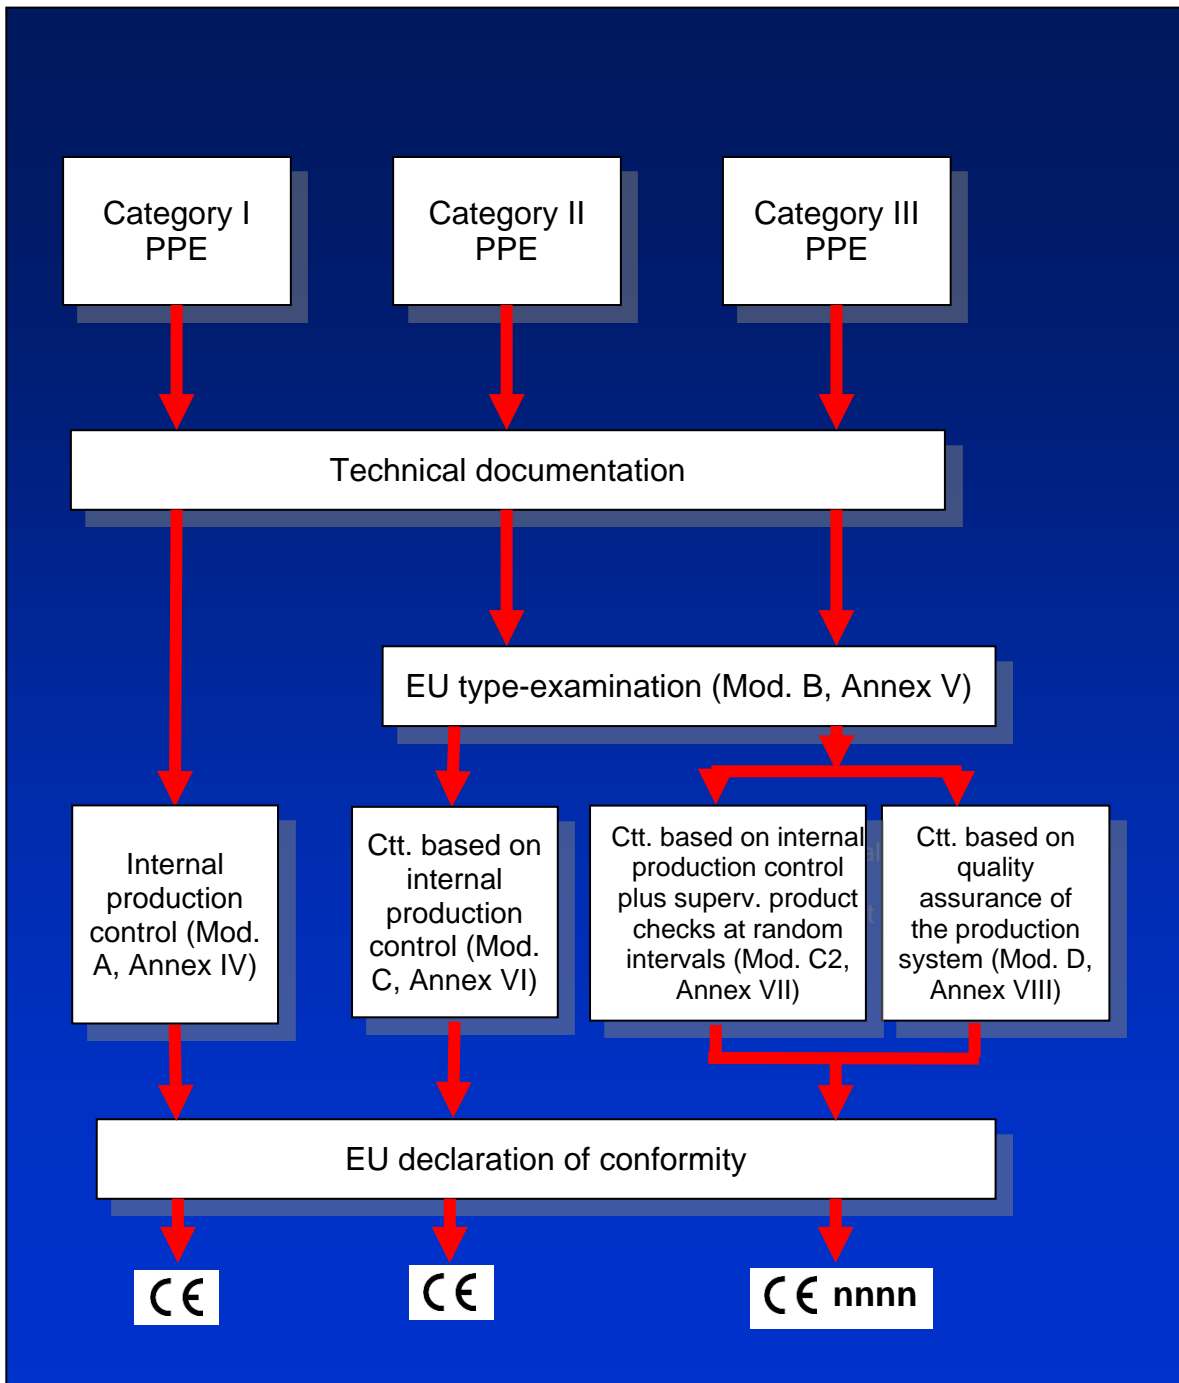 Category I
PPE
Category II
PPE
Category III
PPE
Technical documentation
EU type-examination (Mod. B, Annex V)
Internal
production
control (Mod.
A, Annex IV)
Ctt. based on
internal
production
control (Mod.
C, Annex VI)
Ctt. based on internal
production control
plus superv. product
checks at random
intervals (Mod. C2,
Annex VII)
Ctt. based on
quality
assurance of
the production
system (Mod. D,
Annex VIII)
EU declaration of conformity
CE
CE
CE nnnn